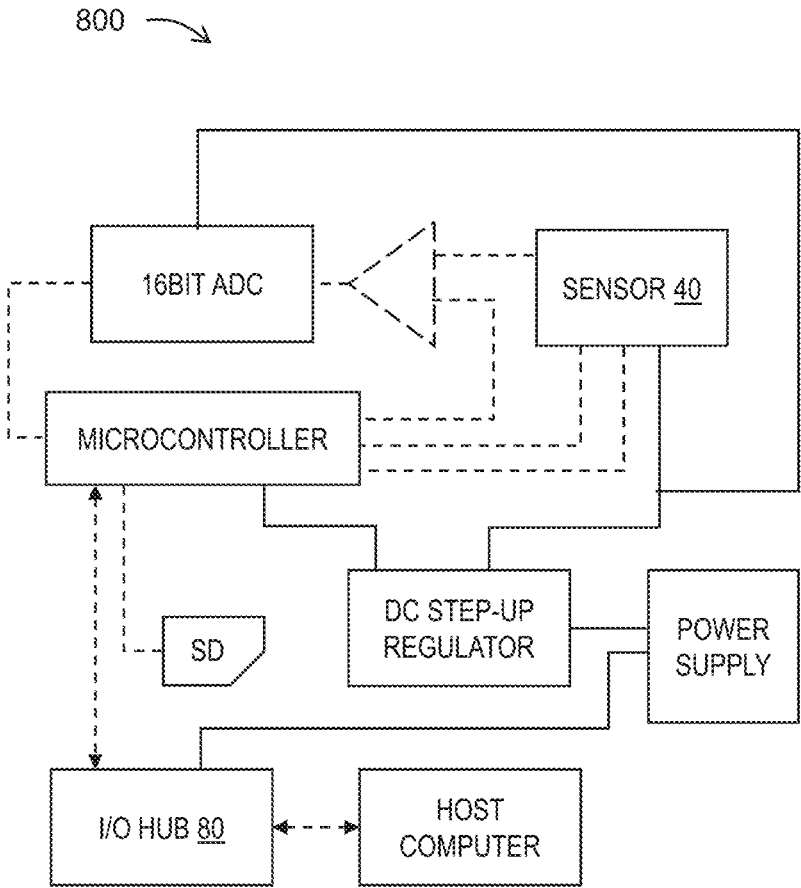 800
16BIT ADC
SENSOR 40
MICROCONTROLLER
DC STEP-UP
REGULATOR
POWER
SUPPLY
SD
I/O HUB 80
HOST
COMPUTER